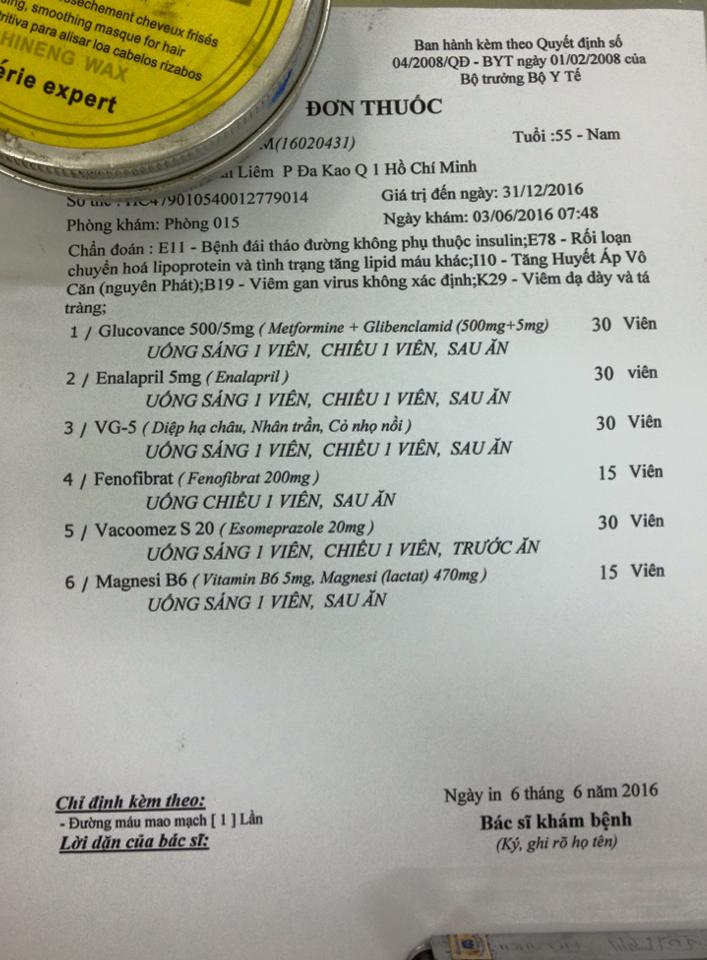 cheveux frisés
smoothing masque for hair
para alisar loa cabelos rizabos
SHINENG WAX
érie expert
Ban hành kèm theo Quyết định số
04/2008/QĐ - BYT ngày 01/02/2008 của
Bộ trưởng Bộ Y Tế
ĐƠN THUỐC
M(16020431) Tuổi :55 - Nam
Liêm P Đa Kao Q 1 Hồ Chí Minh
Số thẻ : HC479010540012779014 Giá trị đến ngày: 31/12/2016
Phòng khám: Phòng 015 Ngày khám: 03/06/2016 07:48
Chẩn đoán : E11 - Bệnh đái tháo đường không phụ thuộc insulin;E78 - Rối loạn
chuyển hoá lipoprotein và tình trạng tăng lipid máu khác;I10 - Tăng Huyết Áp Vô
Căn (nguyên Phát);B19 - Viêm gan virus không xác định;K29 - Viêm dạ dày và tá
tràng;
1 / Glucovance 500/5mg ( Metformine + Glibenclamid (500mg+5mg) 30 Viên
UỐNG SÁNG 1 VIÊN, CHIỀU 1 VIÊN, SAU ĂN
2 / Enalapril 5mg ( Enalapril ) 30 viên
UỐNG SÁNG 1 VIÊN, CHIỀU 1 VIÊN, SAU ĂN
3 / VG-5 ( Diệp hạ châu, Nhân trần, Cỏ nhọ nồi ) 30 Viên
UỐNG SÁNG 1 VIÊN, CHIỀU 1 VIÊN, SAU ĂN
4 / Fenofibrat ( Fenofibrat 200mg ) 15 Viên
UỐNG CHIỀU 1 VIÊN, SAU ĂN
5 / Vacoomez S 20 ( Esomeprazole 20mg ) 30 Viên
UỐNG SÁNG 1 VIÊN, CHIỀU 1 VIÊN, TRƯỚC ĂN
6 / Magnesi B6 ( Vitamin B6 5mg, Magnesi (lactat) 470mg ) 15 Viên
UỐNG SÁNG 1 VIÊN, SAU ĂN
Chỉ định kèm theo:
- Đường máu mao mạch [ 1 ] Lần
Lời dặn của bác sĩ:
Ngày in 6 tháng 6 năm 2016
Bác sĩ khám bệnh
(Ký, ghi rõ họ tên)